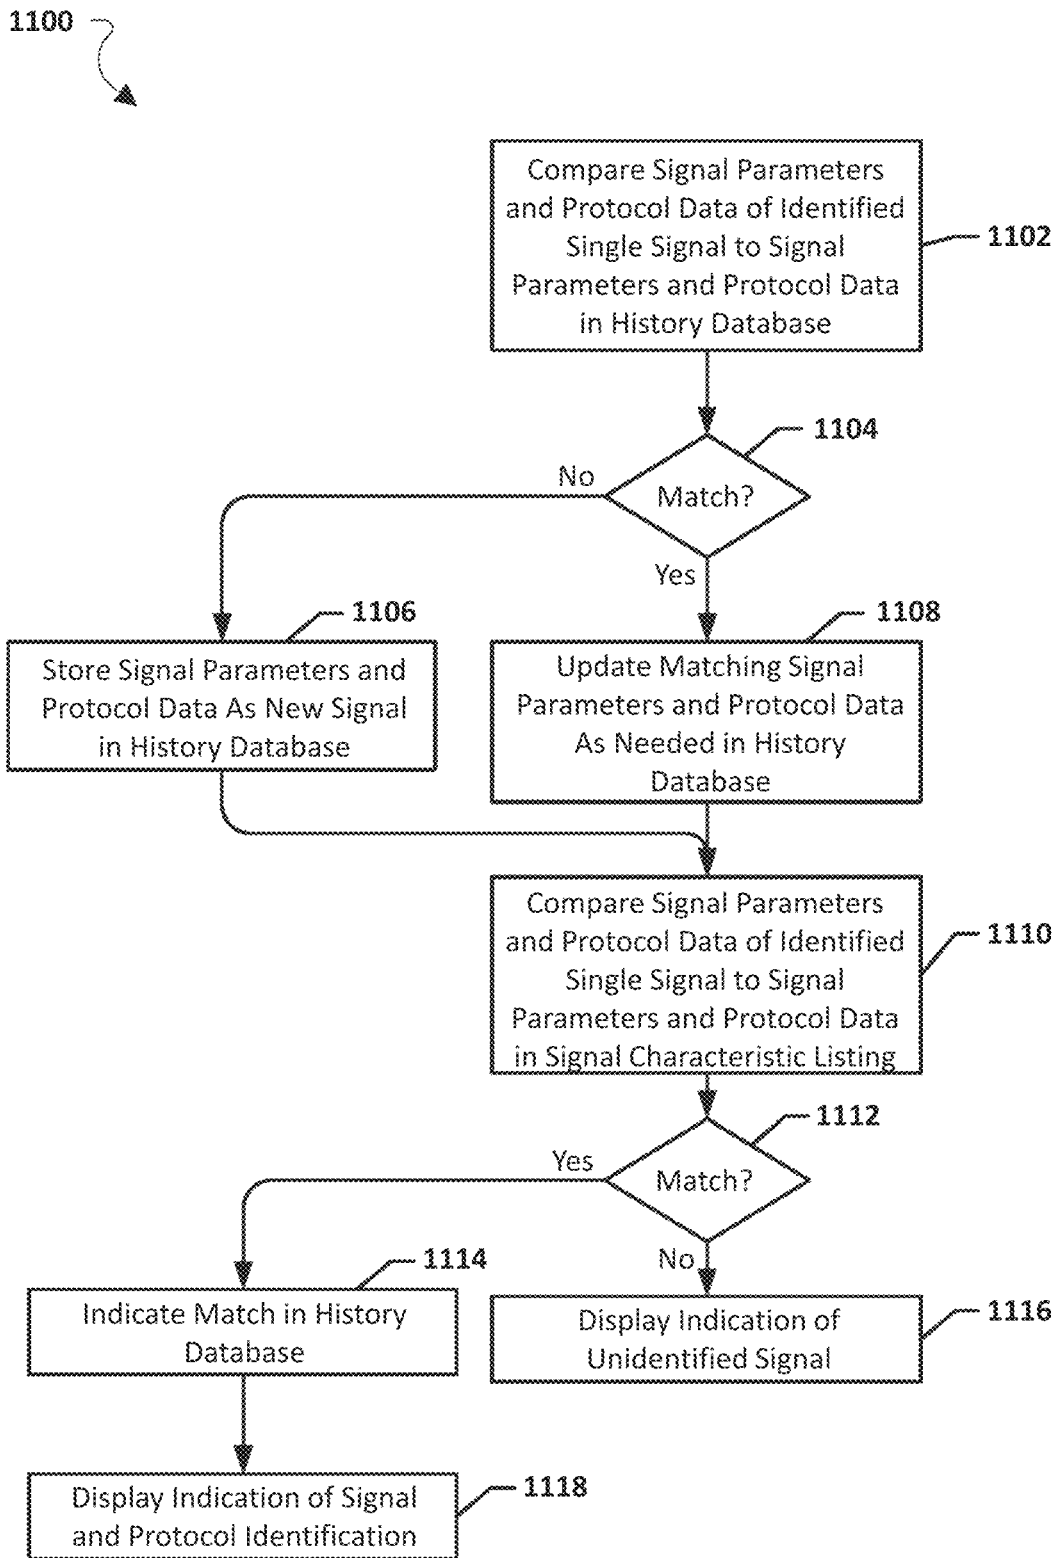 1100
Compare Signal Parameters
and Protocol Data of Identified
Single Signal to Signal
Parameters and Protocol Data
in History Database
1102
1104
Match?
No
Yes
1106
Store Signal Parameters and
Protocol Data As New Signal
in History Database
1108
Update Matching Signal
Parameters and Protocol Data
As Needed in History
Database
Compare Signal Parameters
and Protocol Data of Identified
Single Signal to Signal
Parameters and Protocol Data
in Signal Characteristic Listing
1110
1112
Match?
Yes
No
1114
Indicate Match in History
Database
Display Indication of
Unidentified Signal
1116
Display Indication of Signal
and Protocol Identification
1118